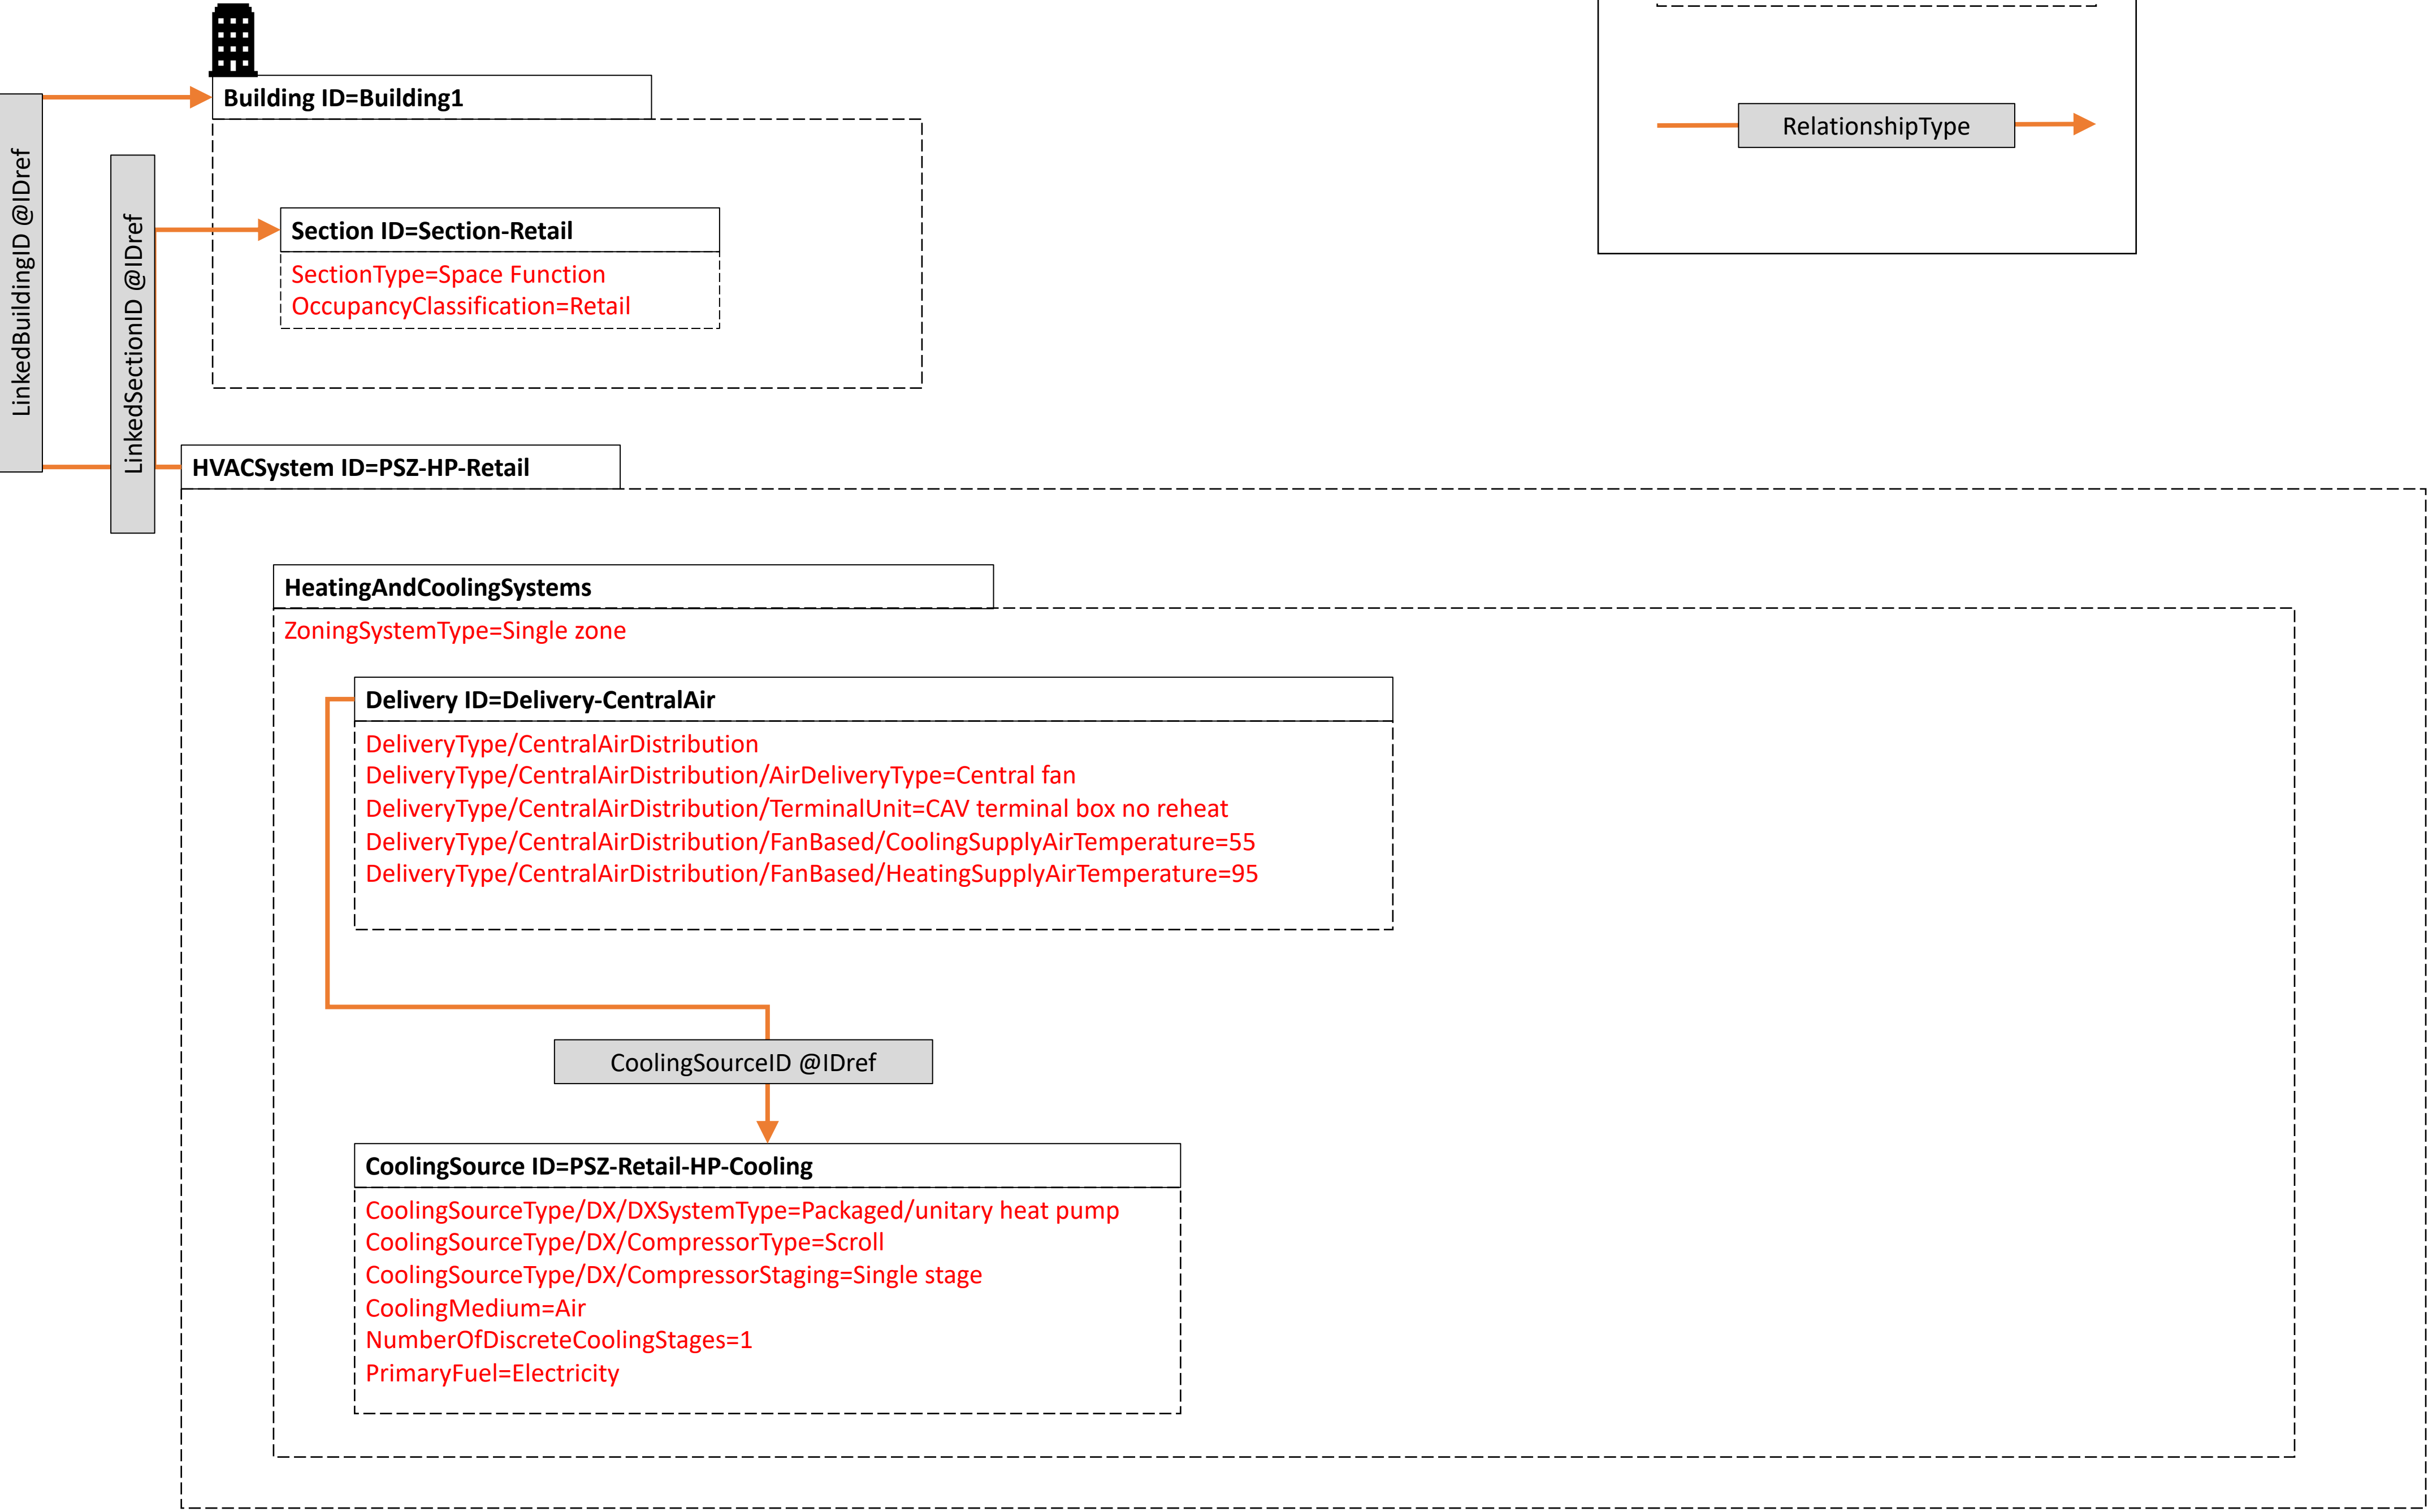 Building ID=Building1
RelationshipType
LinkedBuildingID @IDref
LinkedSectionID @IDref
Section ID=Section-Retail
SectionType=Space Function
OccupancyClassification=Retail
HVACSystem ID=PSZ-HP-Retail
HeatingAndCoolingSystems
ZoningSystemType=Single zone
Delivery ID=Delivery-CentralAir
DeliveryType/CentralAirDistribution
DeliveryType/CentralAirDistribution/AirDeliveryType=Central fan
DeliveryType/CentralAirDistribution/TerminalUnit=CAV terminal box no reheat
DeliveryType/CentralAirDistribution/FanBased/CoolingSupplyAirTemperature=55
DeliveryType/CentralAirDistribution/FanBased/HeatingSupplyAirTemperature=95
CoolingSourceID @IDref
CoolingSource ID=PSZ-Retail-HP-Cooling
CoolingSourceType/DX/DXSystemType=Packaged/unitary heat pump
CoolingSourceType/DX/CompressorType=Scroll
CoolingSourceType/DX/CompressorStaging=Single stage
CoolingMedium=Air
NumberOfDiscreteCoolingStages=1
PrimaryFuel=Electricity